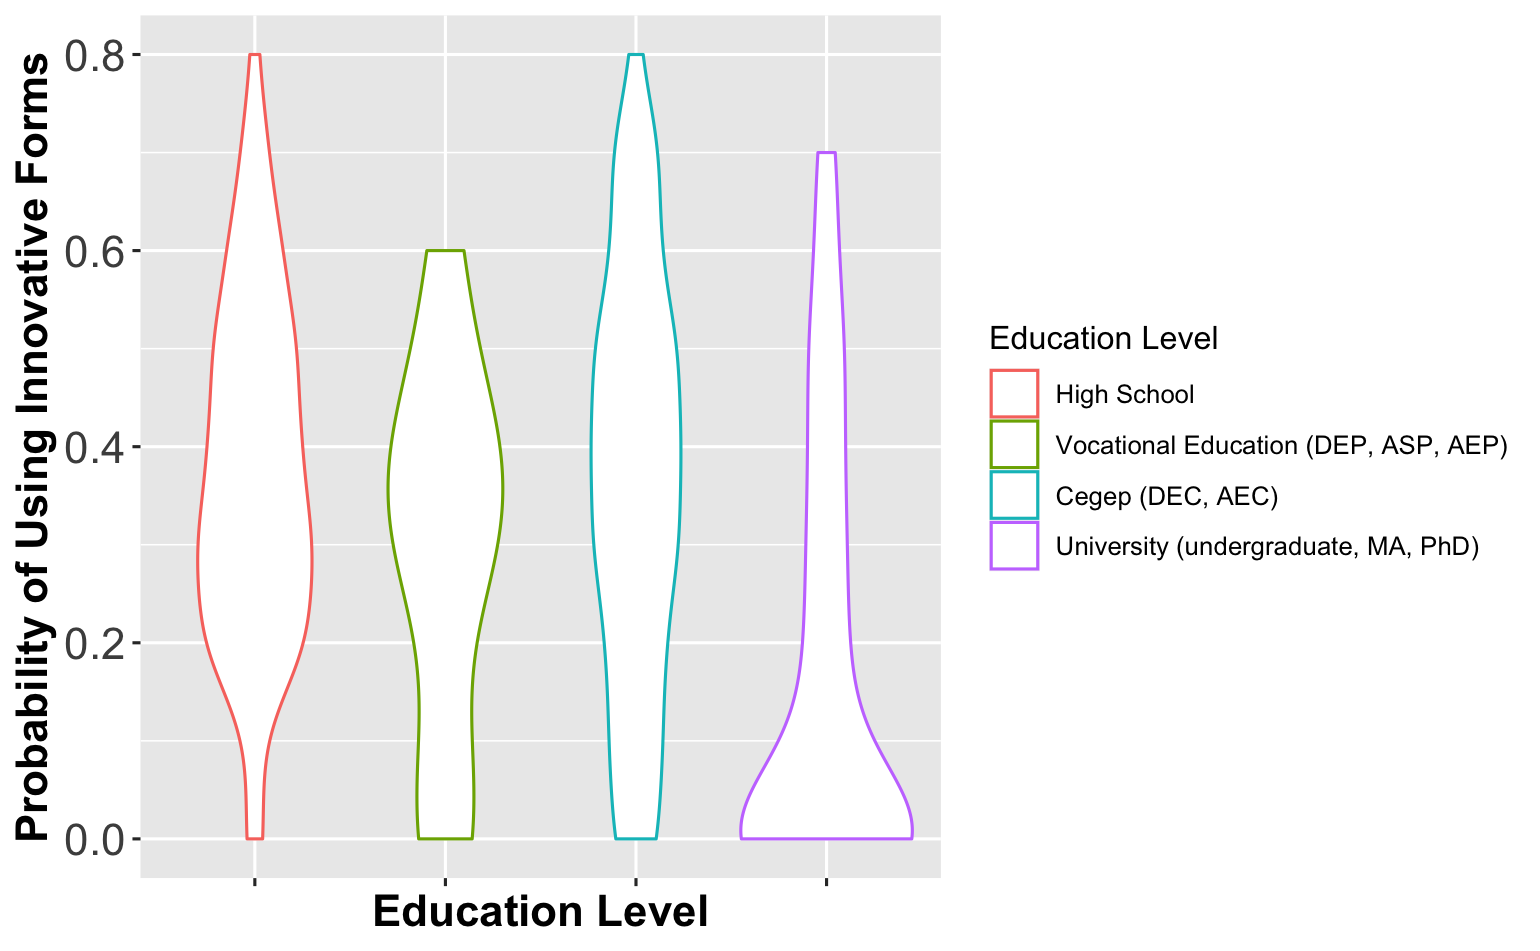 Probability of Using Innovative Forms
0.8
0.6
0.4
0.2
0.0
Education Level
Education Level
High School
Vocational Education (DEP, ASP, AEP)
Cegep (DEC, AEC)
University (undergraduate, MA, PhD)